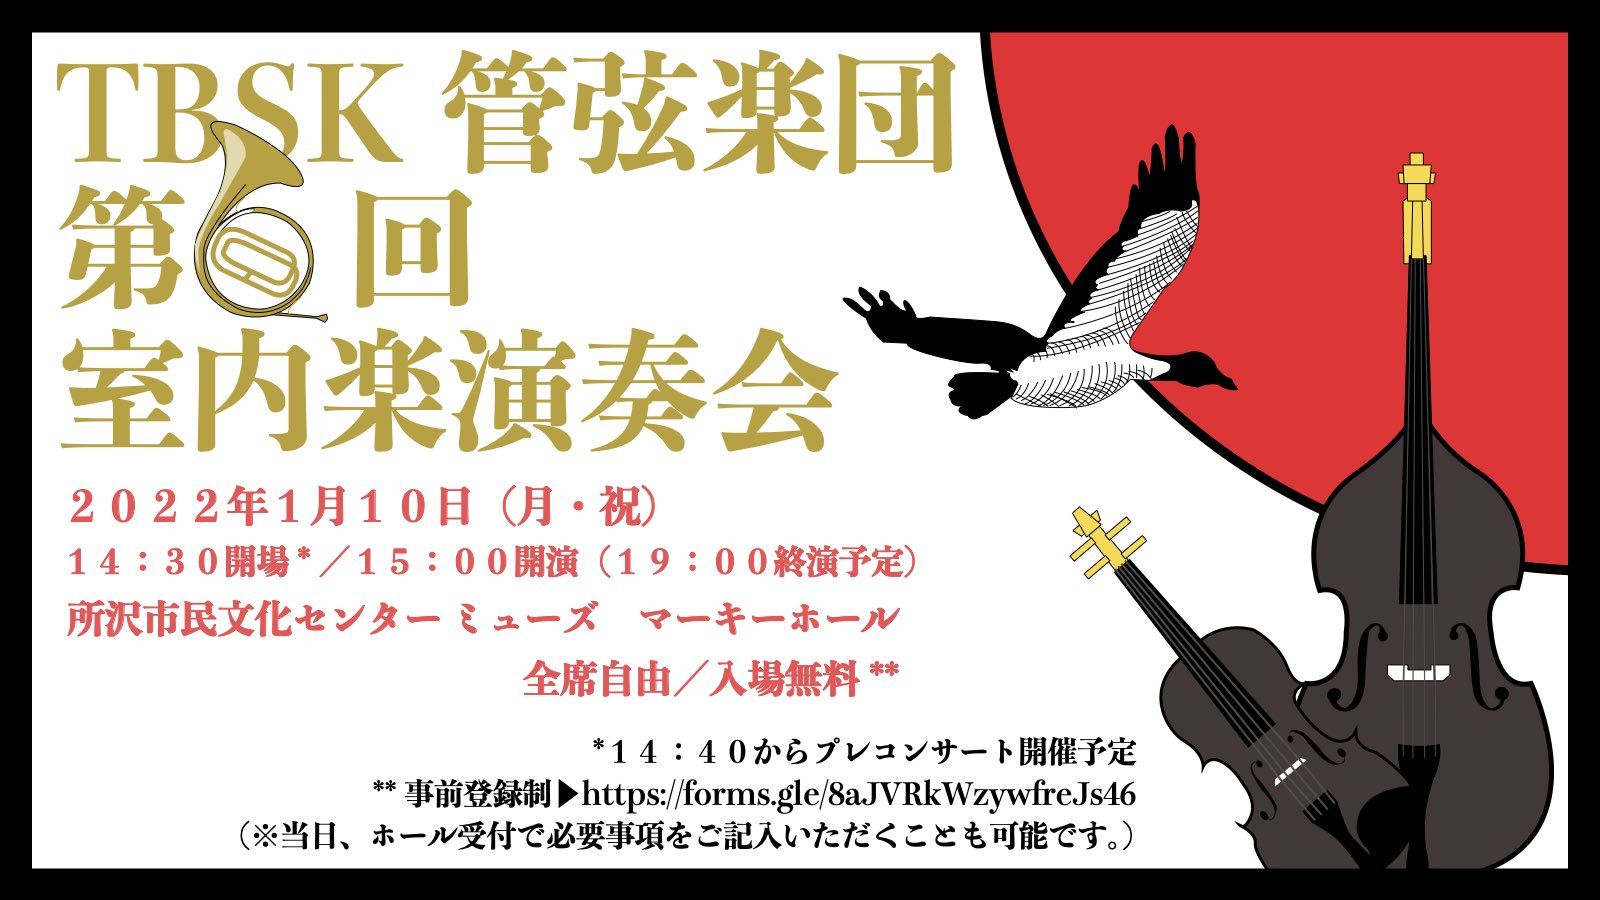 TBSK 管弦楽団
第6回
室内楽演奏会
２０２２年１月１０日（月・祝）
１４：３０開場*／１５：００開演（１９：００終演予定）
所沢市民文化センター ミューズ　マーキーホール
全席自由／入場無料**
*１４：４０からプレコンサート開催予定
** 事前登録制▶https://forms.gle/8aJVRkWzywfreJs46
（※当日、ホール受付で必要事項をご記入いただくことも可能です。）